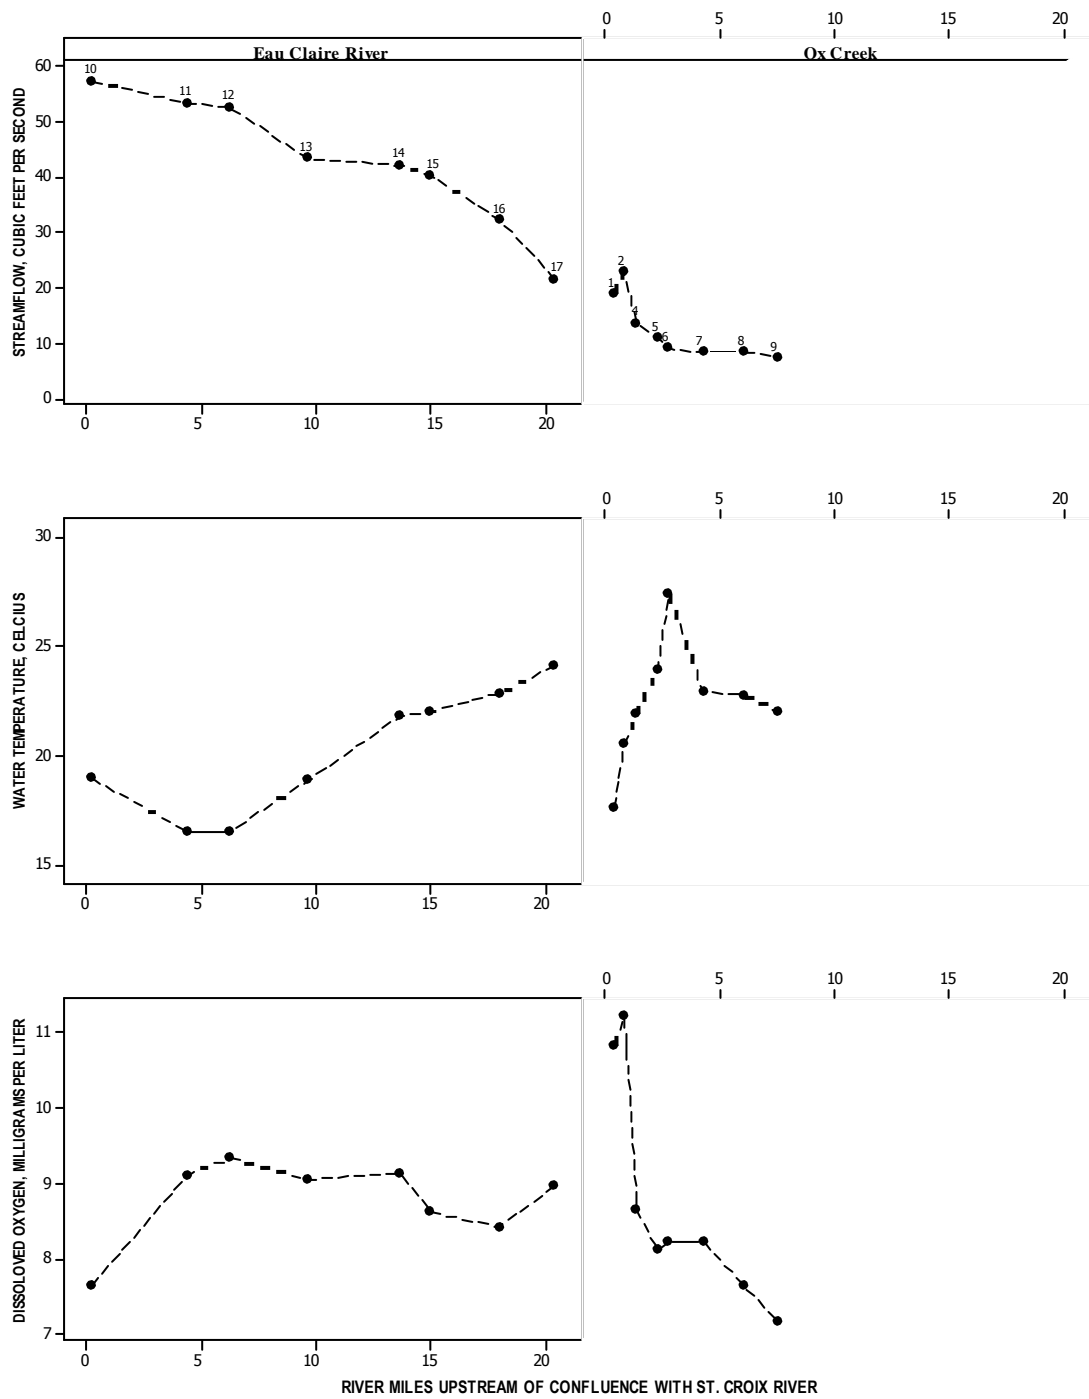 0 5 10 15 20
Eau Claire River Ox Creek
STREAMFLOW, CUBIC FEET PER SECOND
60
50
40
30
20
10
0
10 11 12 13 14 15 16 17
1 2 4 5 6 7 8 9
0 5 10 15 20
0 5 10 15 20
WATER TEMPERATURE, CELCIUS
30
25
20
15
0 5 10 15 20
0 5 10 15 20
DISSOLOVED OXYGEN, MILLIGRAMS PER LITER
11
10
9
8
7
0 5 10 15 20
RIVER MILES UPSTREAM OF CONFLUENCE WITH ST. CROIX RIVER